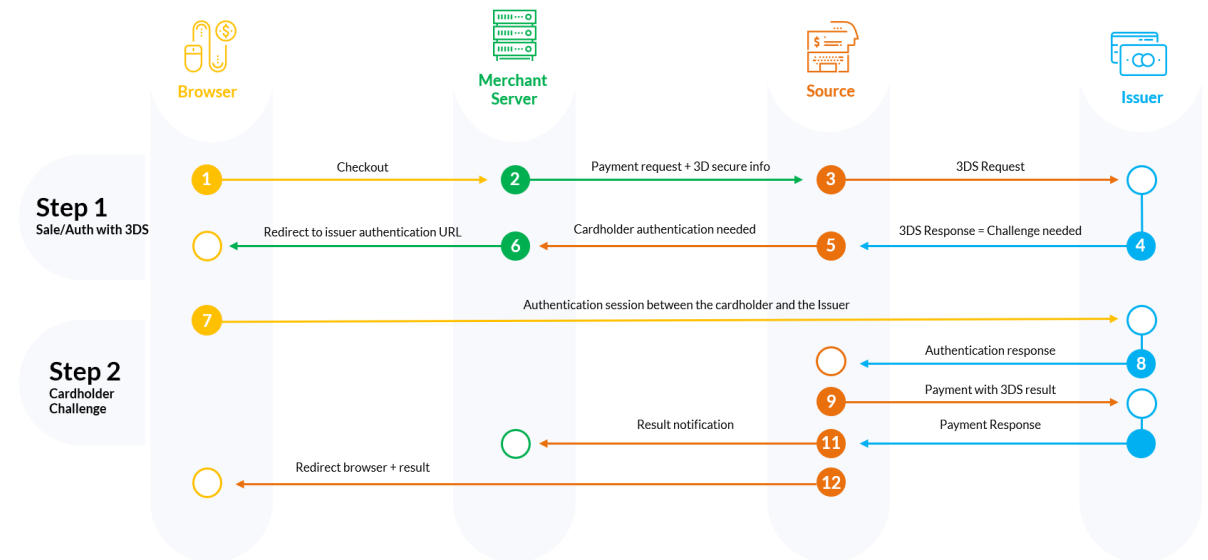 $
$
Browser
Merchant
Server
Source
Issuer
Step 1
Sale/Auth with 3DS
1
Checkout
2
Payment request + 3D secure info
3
3DS Request
Redirect to issuer authentication URL
6
Cardholder authentication needed
5
3DS Response = Challenge needed
4
Step 2
Cardholder
Challenge
7
Authentication session between the cardholder and the Issuer
Authentication response
8
9
Payment with 3DS result
Result notification
11
Payment Response
Redirect browser + result
12